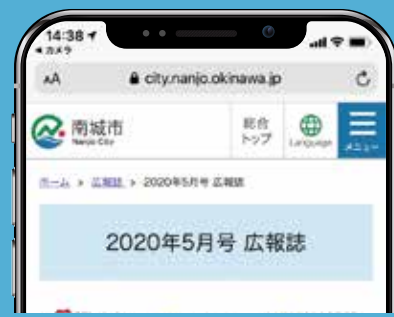 14:38
カメラ
AA city.nanjo.okinawa.jp
南城市
Nanjo City
総合
トップ
Language
メニュー
ホーム > 広報誌 > 2020年5月号 広報誌
2020年5月号 広報誌